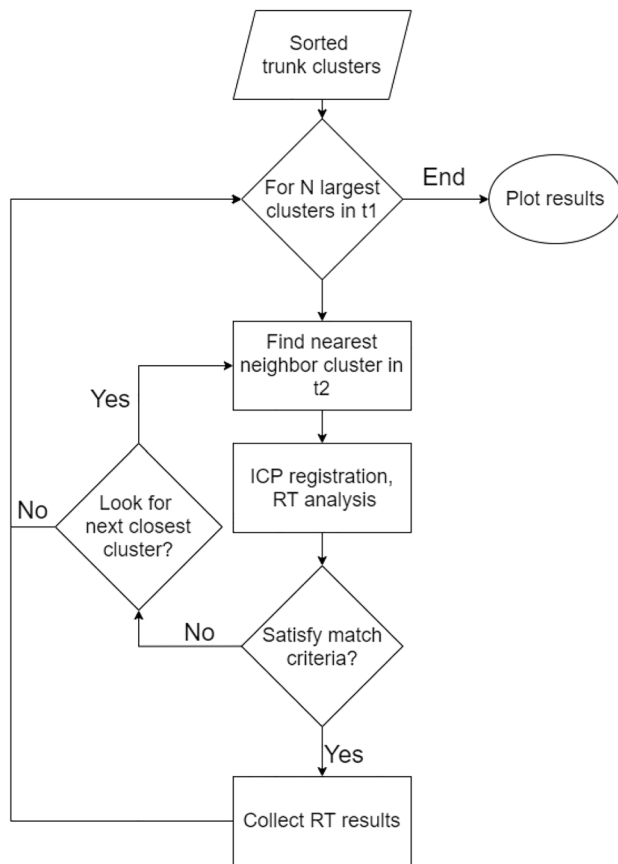 Sorted
trunk clusters
For N largest
clusters in t1
End
Plot results
Find nearest
neighbor cluster in
t2
Yes
ICP registration,
RT analysis
No
Look for
next closest
cluster?
No
Satisfy match
criteria?
Yes
Collect RT results